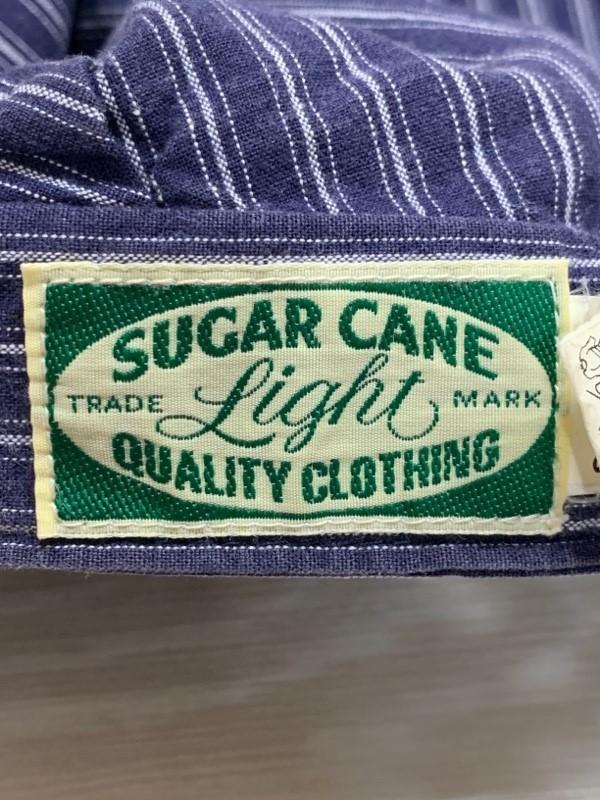 SUGAR CANE
TRADE Light MARK
QUALITY CLOTHING